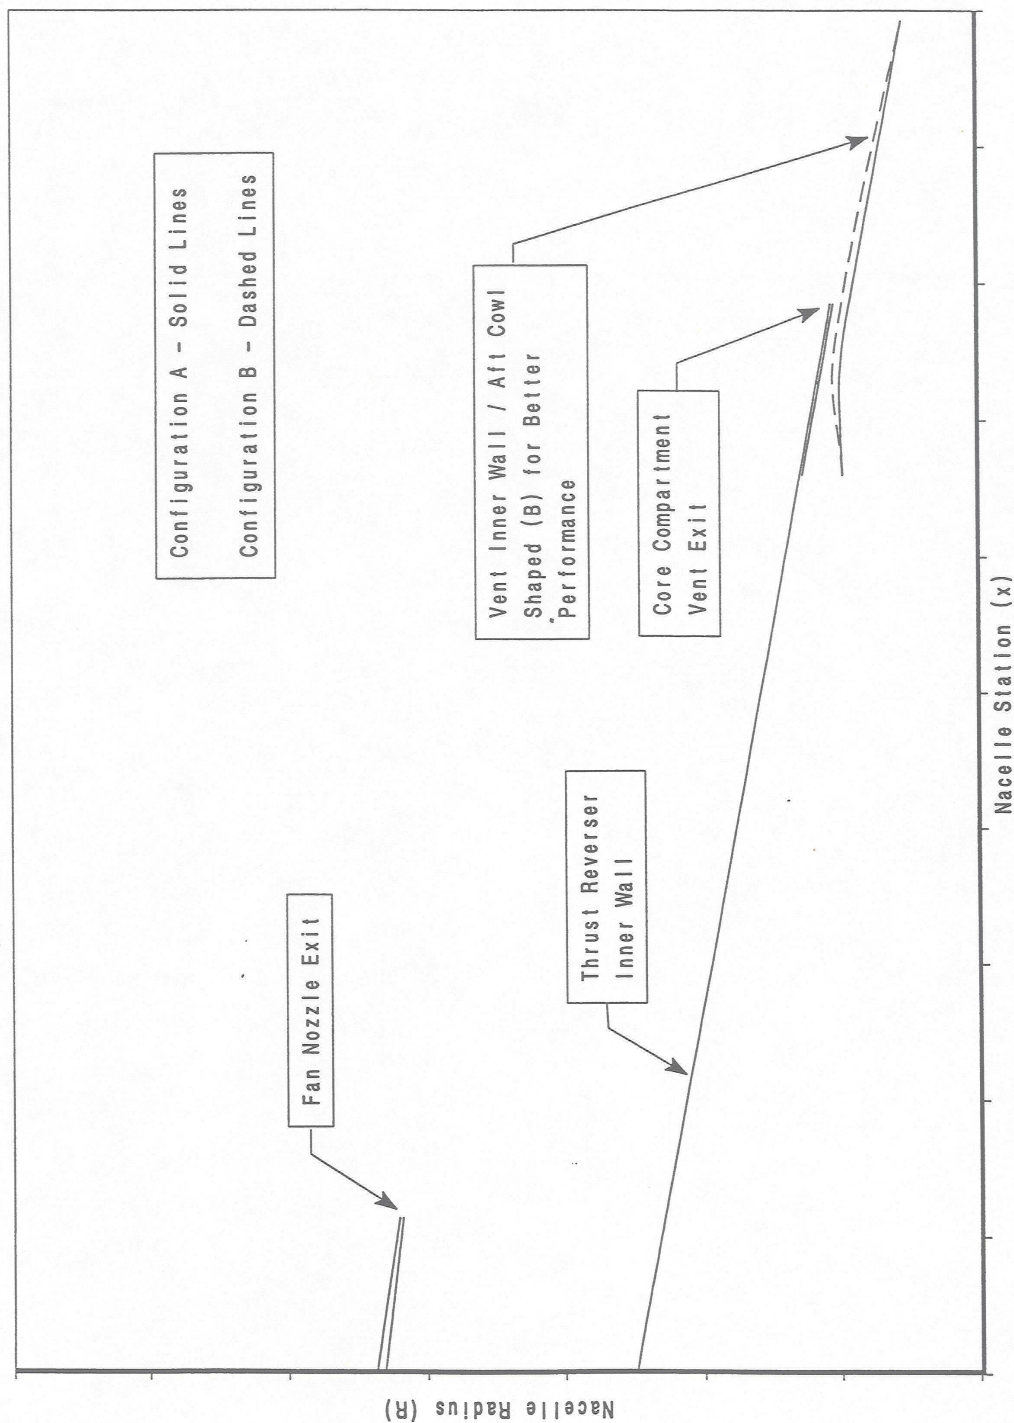 Configuration A - Solid Lines
Configuration B - Dashed Lines
Vent Inner Wall / Aft Cowl
Shaped (B) for Better
Performance
Core Compartment
Vent Exit
Fan Nozzle Exit
Thrust Reverser
Inner Wall
Nacelle Radius (R)
Nacelle Station (x)